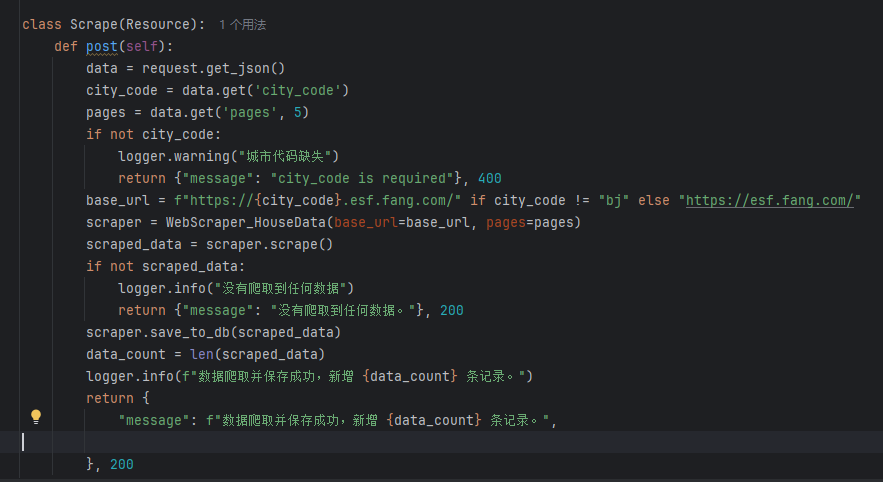 class Scrape(Resource):  1 个用法
    def post(self):
        data = request.get_json()
        city_code = data.get('city_code')
        pages = data.get('pages', 5)
        if not city_code:
            logger.warning("城市代码缺失")
            return {"message": "city_code is required"}, 400
        base_url = f"https://{city_code}.esf.fang.com/" if city_code != "bj" else "https://esf.fang.com/"
        scraper = WebScraper_HouseData(base_url=base_url, pages=pages)
        scraped_data = scraper.scrape()
        if not scraped_data:
            logger.info("没有爬取到任何数据")
            return {"message": "没有爬取到任何数据。"}, 200
        scraper.save_to_db(scraped_data)
        data_count = len(scraped_data)
        logger.info(f"数据爬取并保存成功，新增 {data_count} 条记录。")
        return {
            "message": f"数据爬取并保存成功，新增 {data_count} 条记录。",
        }, 200